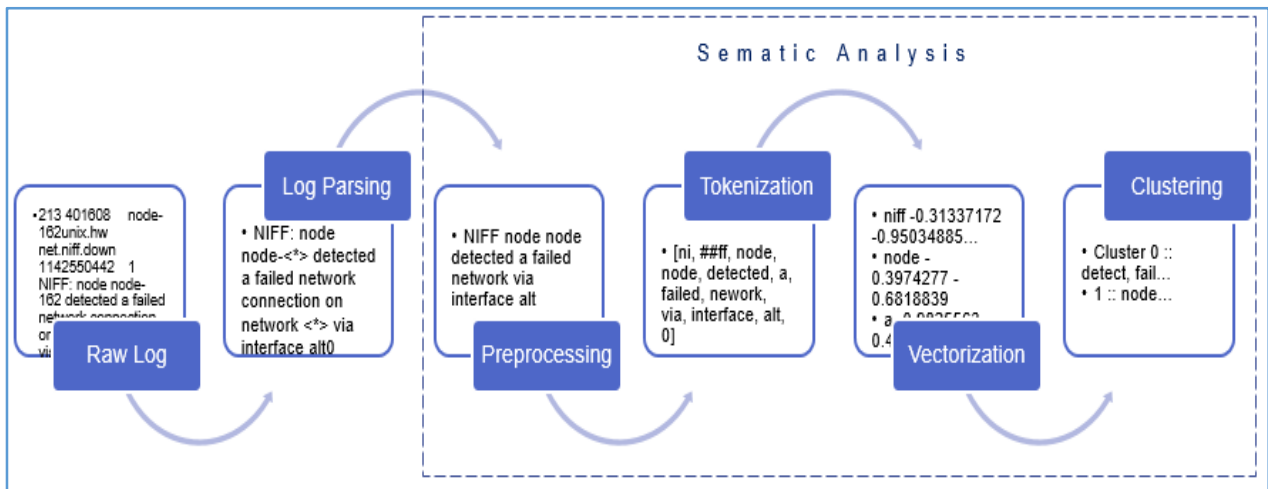 Sematic Analysis
•213 401608 node-
162unix.hw
net.niff.down
1142550442 1
NIFF: node node-
162 detected a failed
network connection
Raw Log
Log Parsing
• NIFF: node
node-<*> detected
a failed network
connection on
network <*> via
interface alt0
• NIFF node node
detected a failed
network via
interface alt
Preprocessing
Tokenization
• [ni, ##ff, node,
node, detected, a,
failed, nework,
via, interface, alt,
0]
• niff -0.31337172
-0.95034885...
• node -
0.3974277 -
0.6818839
• a
Vectorization
Clustering
• Cluster 0 ::
detect, fail...
• 1 :: node...